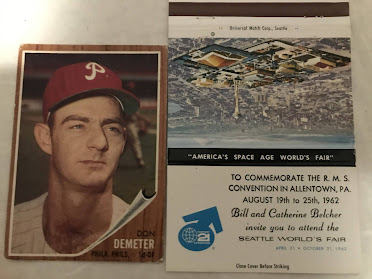 P
DON
DEMETER
PHILA. PHILS. 1d-OF
Universal Match Corp., Seattle
"AMERICA'S SPACE AGE WORLD'S FAIR"
TO COMMEMORATE THE R. M. S.
CONVENTION IN ALLENTOWN, PA.
AUGUST 19th to 25th, 1962
Bill and Catherine Belcher
invite you to attend the
SEATTLE WORLD'S FAIR
APRIL 21 · OCTOBER 21, 1962
21
Close Cover Before Striking